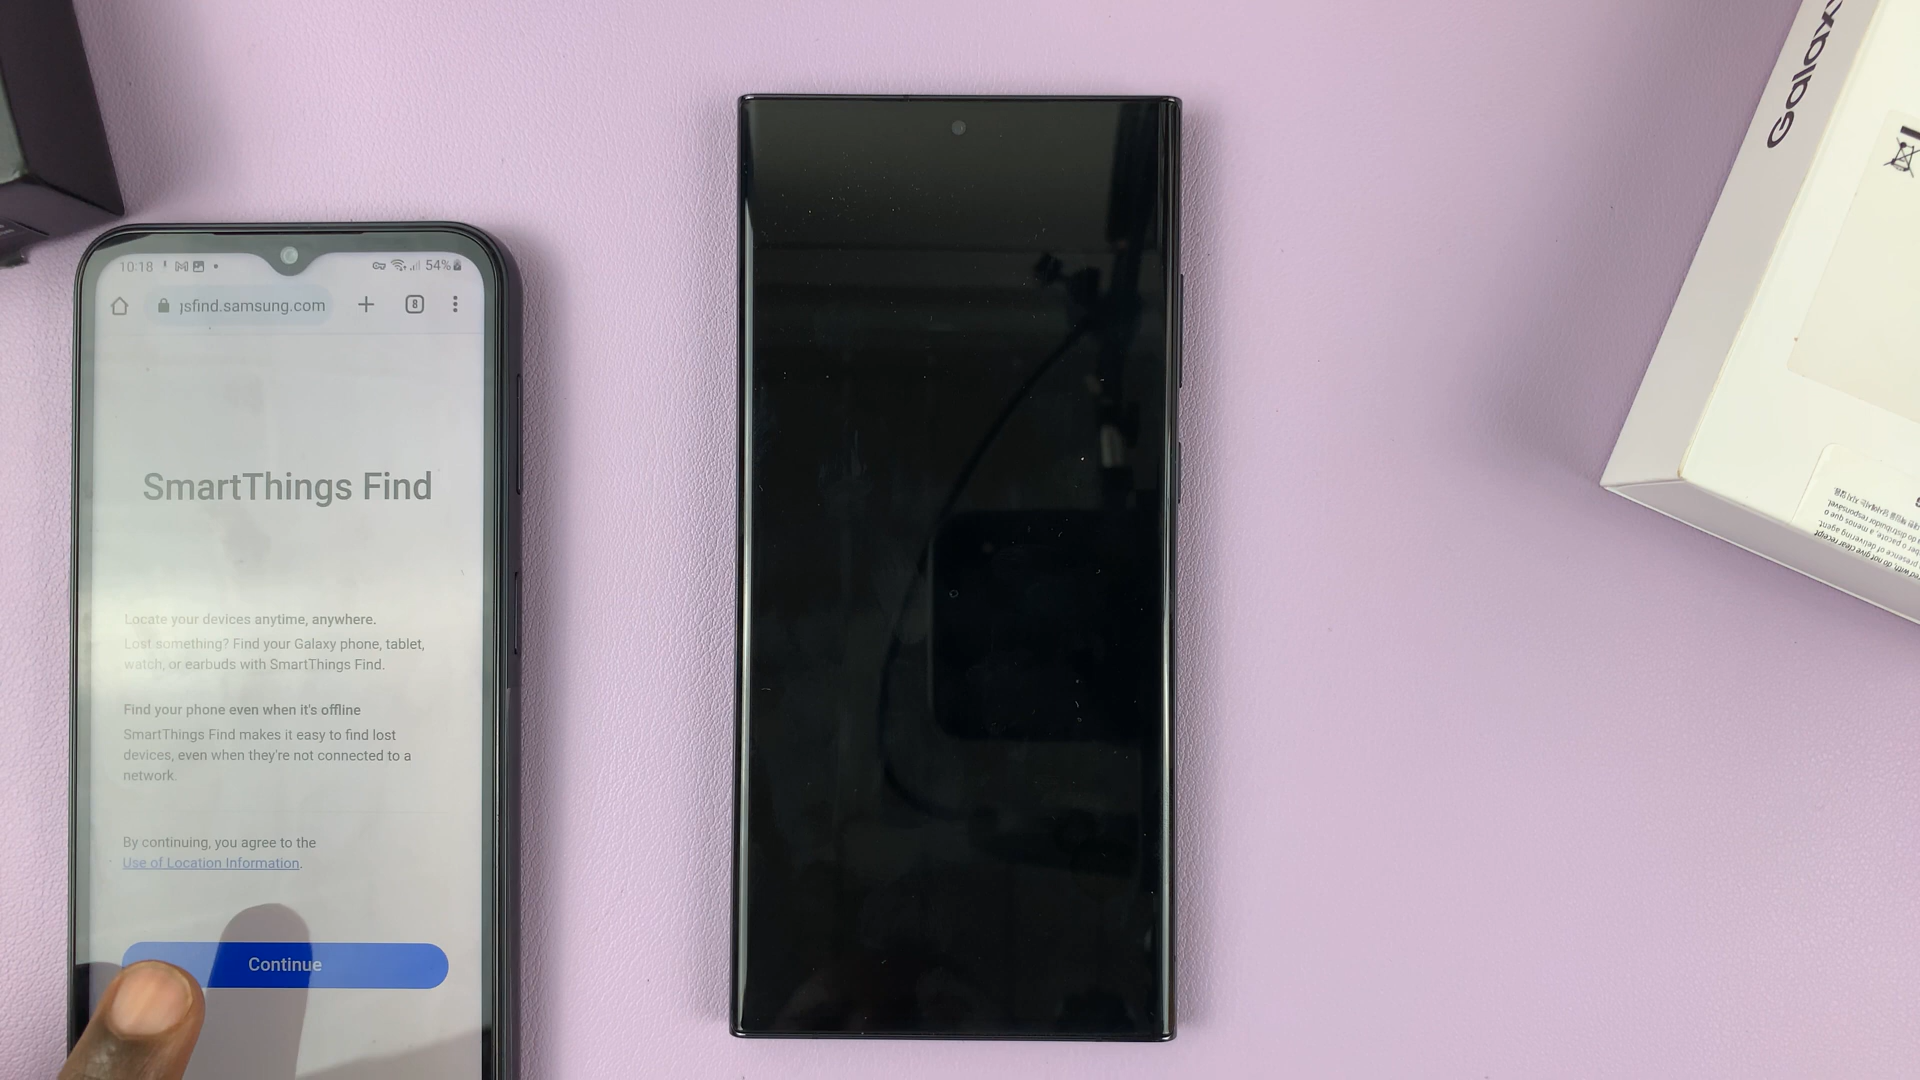 10:18
54%
jsfind.samsung.com
8
SmartThings Find
Locate your devices anytime, anywhere.
Lost something? Find your Galaxy phone, tablet,
watch, or earbuds with SmartThings Find.
Find your phone even when it's offline
SmartThings Find makes it easy to find lost
devices, even when they're not connected to a
network.
By continuing, you agree to the
Use of Location Information.
Continue
Galax